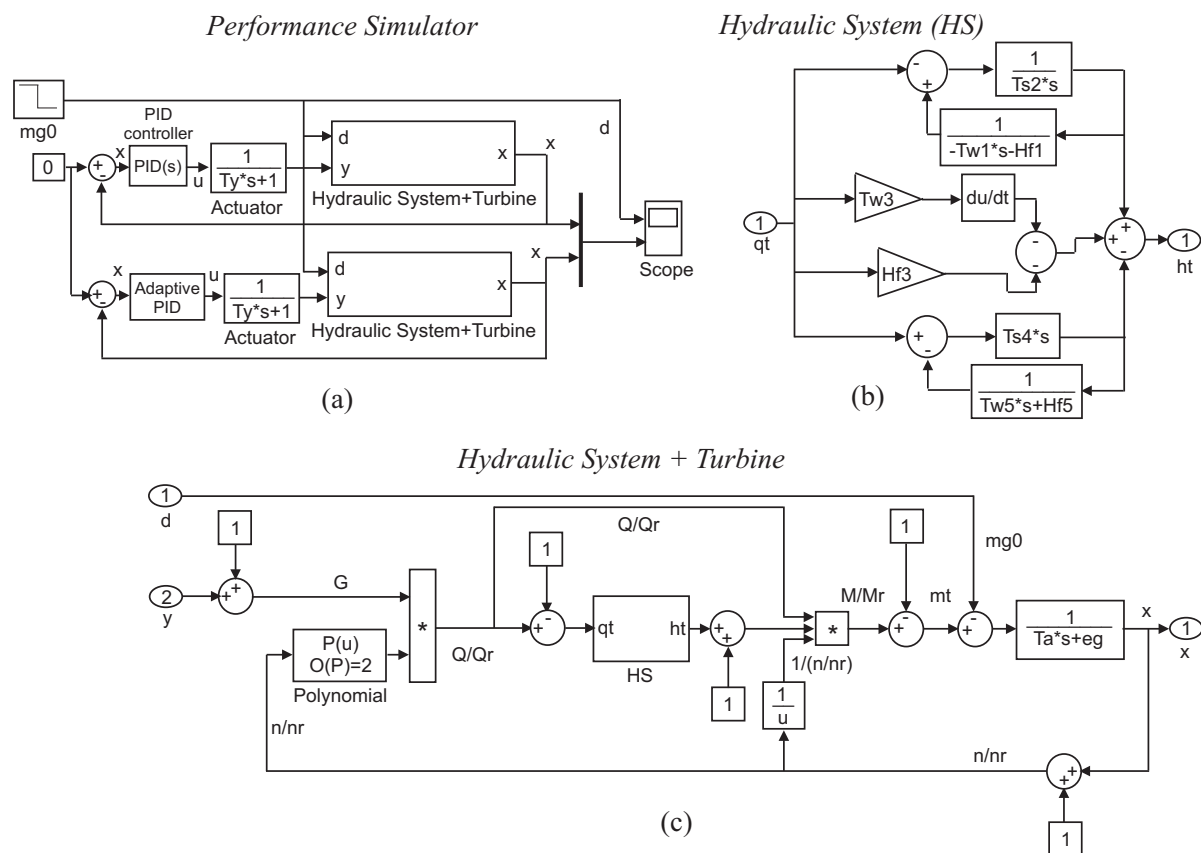 Performance Simulator
mg0
0
+
-
x
PID
controller
PID(s)
u
1
Ty*s+1
Actuator
d
y
x
Hydraulic System+Turbine
x
d
Scope
+
-
x
Adaptive
PID
u
1
Ty*s+1
Actuator
d
y
x
Hydraulic System+Turbine
x
(a)
Hydraulic System (HS)
1
qt
-
+
1
Ts2*s
1
-Tw1*s-Hf1
Tw3
du/dt
Hf3
-
-
+
+
-
1
ht
+
-
Ts4*s
1
Tw5*s+Hf5
(b)
Hydraulic System + Turbine
1
d
1
2
y
+
+
G
P(u)
O(P)=2
Polynomial
n/nr
*
Q/Qr
1
+
-
Q/Qr
qt
ht
HS
+
+
1
*
1/(n/nr)
1
u
M/Mr
1
+
-
mt
mg0
+
-
1
Ta*s+eg
x
1
x
n/nr
+
+
1
(c)